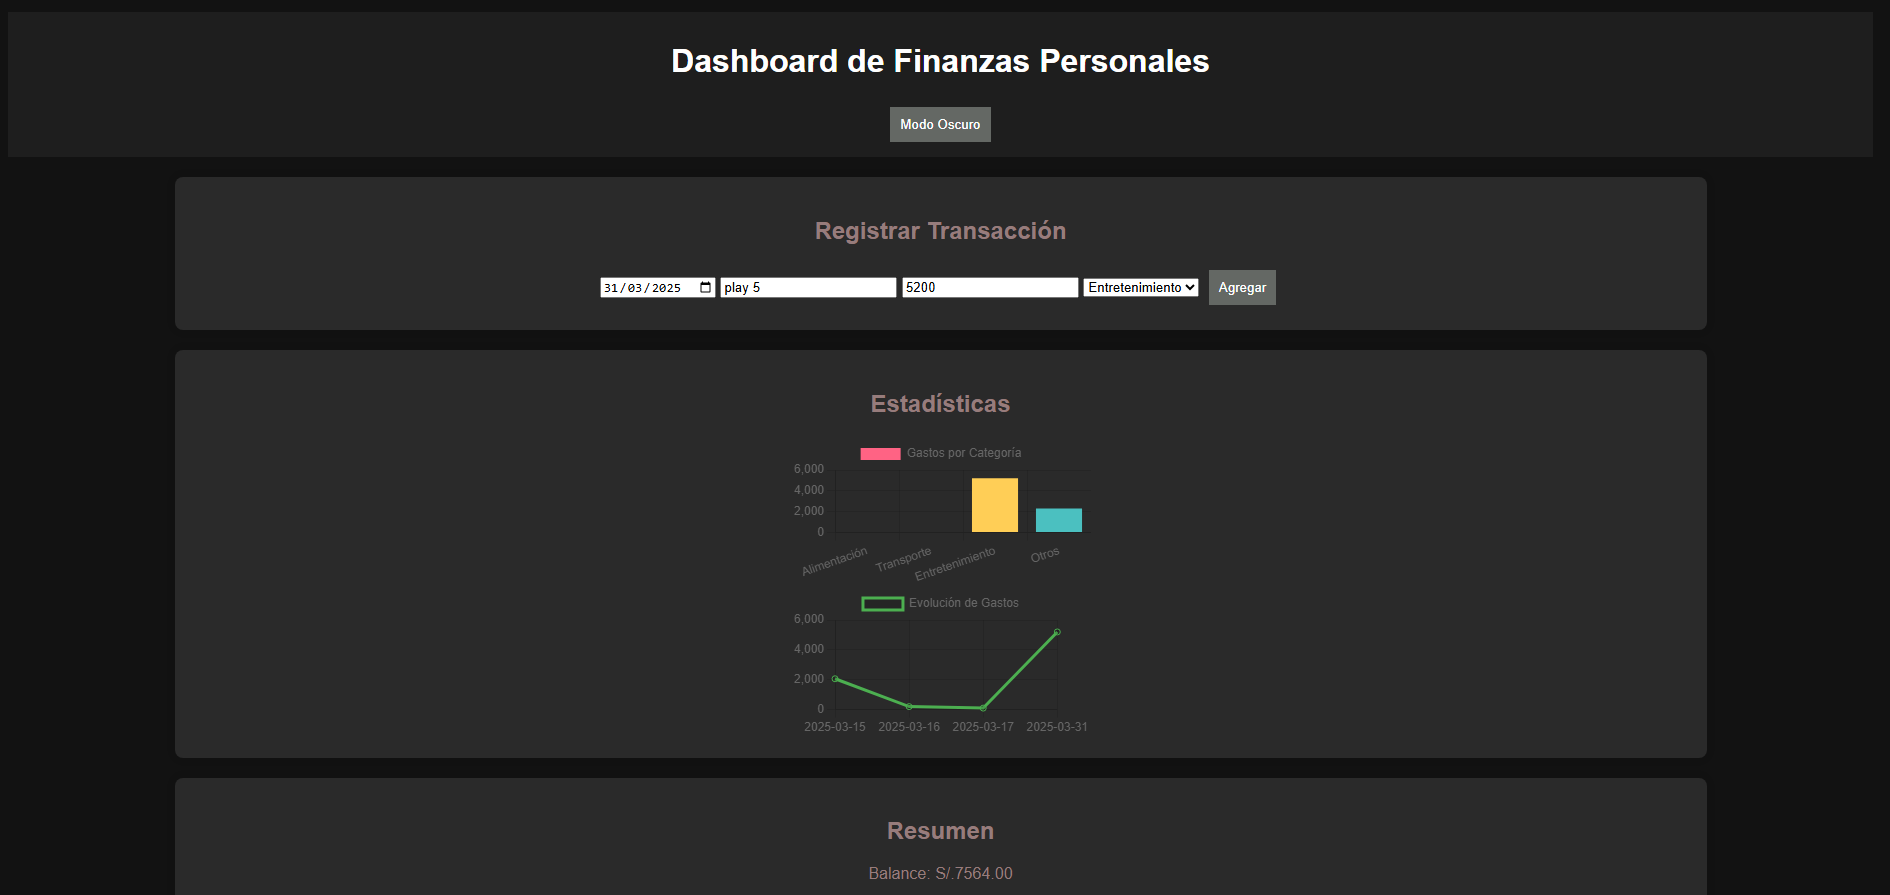 Dashboard de Finanzas Personales
Modo Oscuro
Registrar Transacción
31/03/2025 play 5 5200 Entretenimiento Agregar
Estadísticas
Gastos por Categoría
6,000
4,000
2,000
0
Alimentación Transporte Entretenimiento Otros
Evolución de Gastos
6,000
4,000
2,000
0
2025-03-15 2025-03-16 2025-03-17 2025-03-31
Resumen
Balance: S/.7564.00